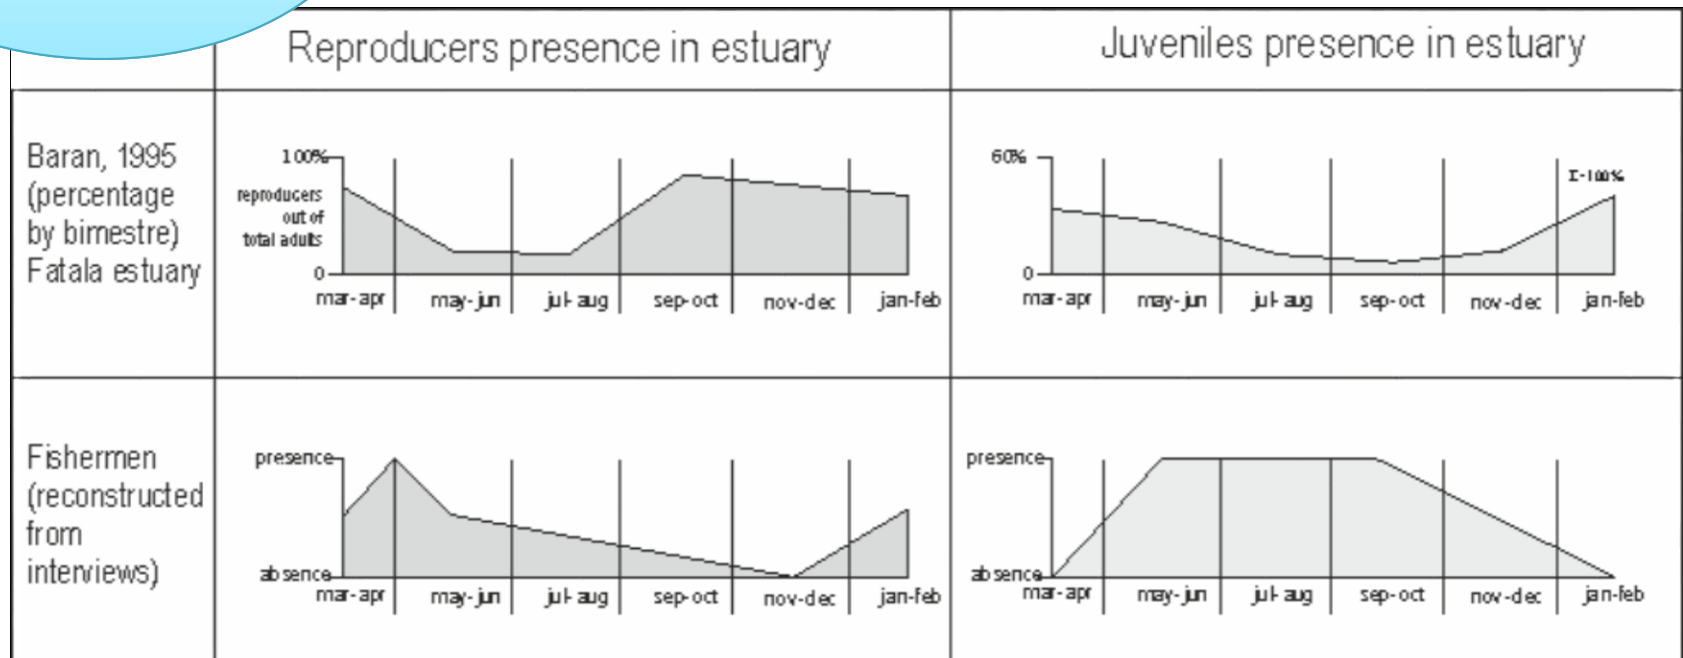 Reproducers presence in estuary
Juveniles presence in estuary
Baran, 1995
(percentage
by bimestre)
Fatala estuary
100%
reproducers
out of
total adults
0
mar-apr may-jun jul-aug sep-oct nov-dec jan-feb
60%
Σ-100%
0
mar-apr may-jun jul-aug sep-oct nov-dec jan-feb
Fishermen
(reconstructed
from
interviews)
presence
absence
mar-apr may-jun jul-aug sep-oct nov-dec jan-feb
presence
absence
mar-apr may-jun jul-aug sep-oct nov-dec jan-feb